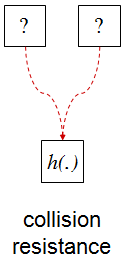 ? ?
h(.)
collision
resistance